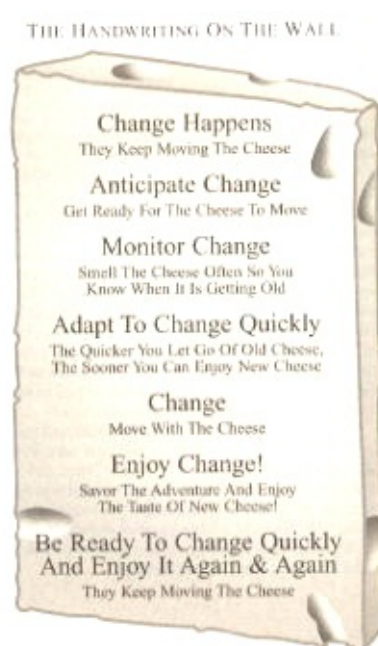 THE HANDWRITING ON THE WALL
Change Happens
They Keep Moving The Cheese
Anticipate Change
Get Ready For The Cheese To Move
Monitor Change
Smell The Cheese Often So You
Know When It Is Getting Old
Adapt To Change Quickly
The Quicker You Let Go Of Old Cheese,
The Sooner You Can Enjoy New Cheese
Change
Move With The Cheese
Enjoy Change!
Savor The Adventure And Enjoy
The Taste Of New Cheese!
Be Ready To Change Quickly
And Enjoy It Again & Again
They Keep Moving The Cheese